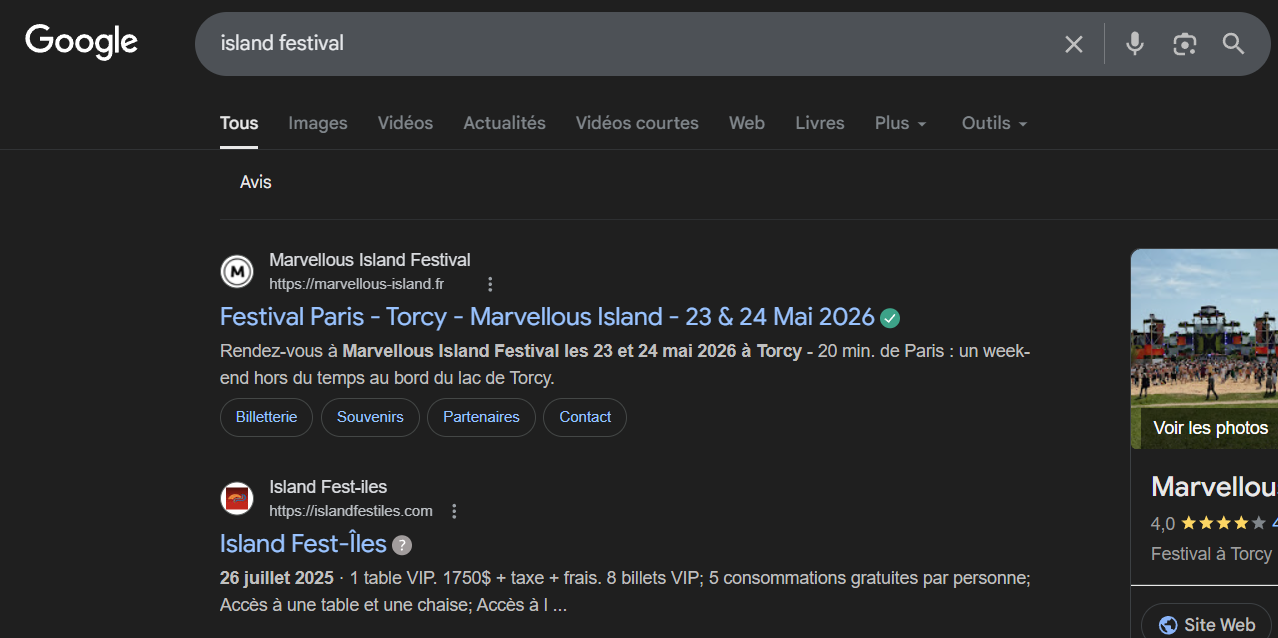 Google
island festival
Tous Images Vidéos Actualités Vidéos courtes Web Livres Plus Outils
Avis
M
Marvellous Island Festival
https://marvellous-island.fr
Festival Paris - Torcy - Marvellous Island - 23 & 24 Mai 2026
Rendez-vous à Marvellous Island Festival les 23 et 24 mai 2026 à Torcy - 20 min. de Paris : un week-
end hors du temps au bord du lac de Torcy.
Billetterie Souvenirs Partenaires Contact
Island Fest-iles
https://islandfestiles.com
Island Fest-Îles ?
26 juillet 2025 · 1 table VIP. 1750$ + taxe + frais. 8 billets VIP; 5 consommations gratuites par personne;
Accès à une table et une chaise; Accès à l ...
Voir les photos
Marvellou
4,0
Festival à Torcy
Site Web